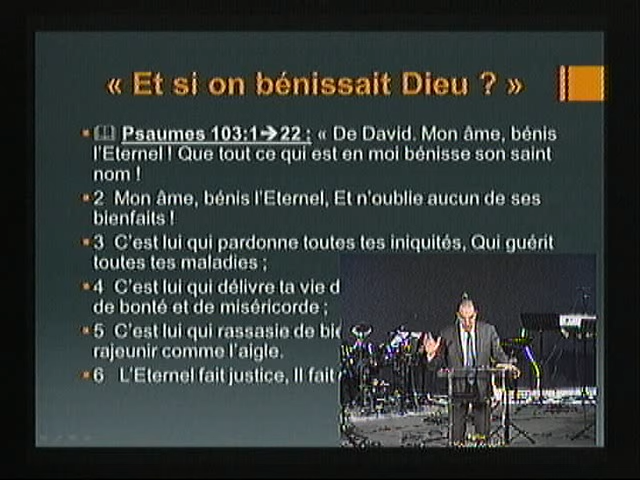 « Et si on bénissait Dieu ? »
Psaumes 103:1➔22 : « De David. Mon âme, bénis
l'Eternel ! Que tout ce qui est en moi bénisse son saint
nom !
2 Mon âme, bénis l'Eternel, Et n'oublie aucun de ses
bienfaits !
3 C'est lui qui pardonne toutes tes iniquités, Qui guérit
toutes tes maladies ;
4 C'est lui qui délivre ta vie d
de bonté et de miséricorde ;
5 C'est lui qui rassasie de bi
rajeunir comme l'aigle.
6 L'Eternel fait justice, Il fait